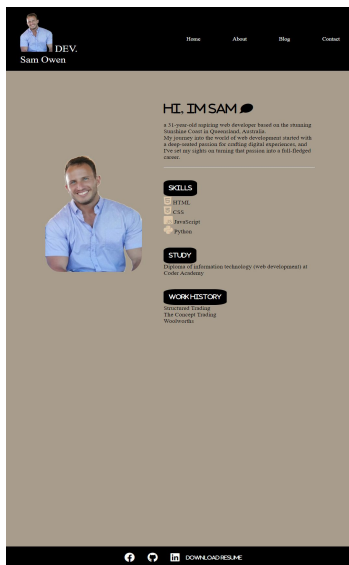 DEV.
Sam Owen
Home
About
Blog
Contact
HI, IM SAM
a 31-year-old aspiring web developer based on the stunning
Sunshine Coast in Queensland, Australia.
My journey into the world of web development started with
a deep-seated passion for crafting digital experiences, and
I've set my sights on turning that passion into a full-fledged
career.
SKILLS
HTML
CSS
JavaScript
Python
STUDY
Diploma of information technology (web development) at
Coder Academy
WORK HISTORY
Structured Trading
The Concept Trading
Woolworths
DOWNLOAD RESUME